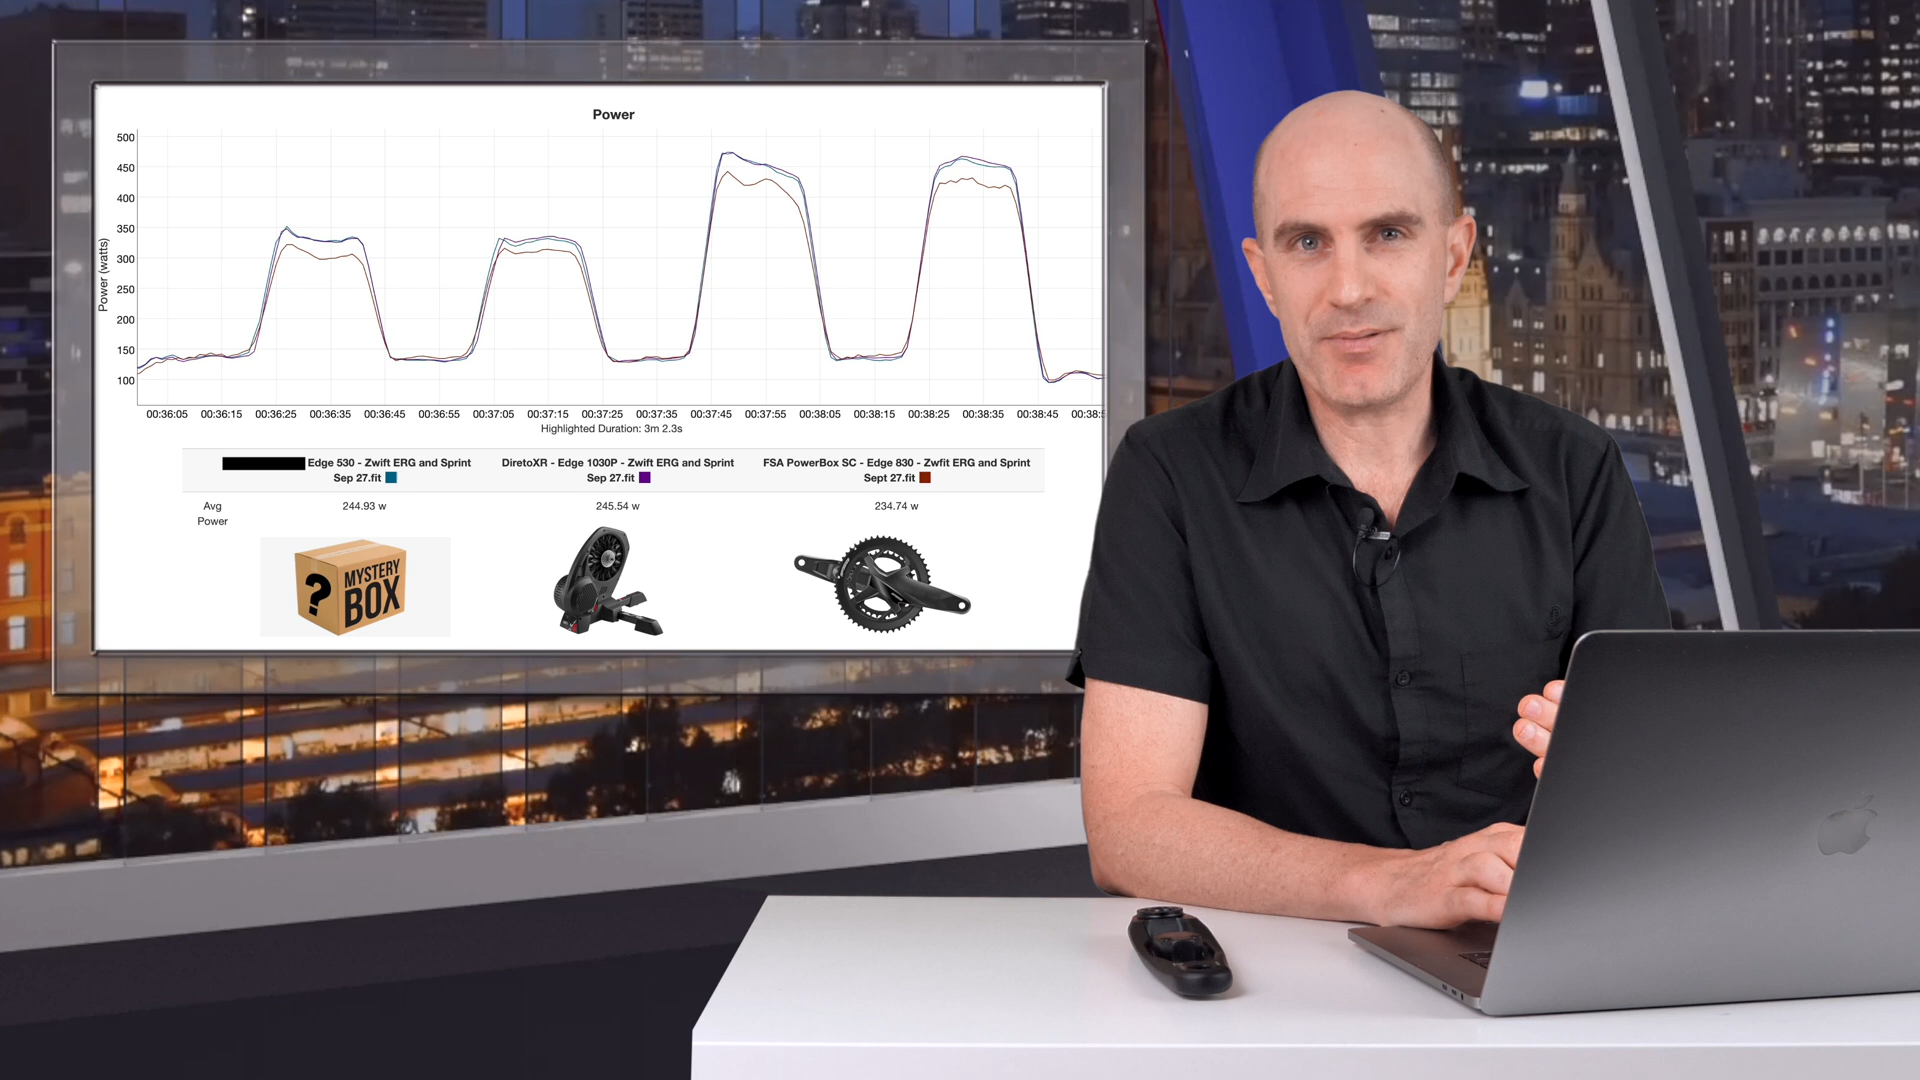 Power
500
450
400
350
300
250
200
150
100
Power (watts)
00:36:05 00:36:15 00:36:25 00:36:35 00:36:45 00:36:55 00:37:05 00:37:15 00:37:25 00:37:35 00:37:45 00:37:55 00:38:05 00:38:15 00:38:25 00:38:35 00:38:45 00:38:5
Highlighted Duration: 3m 2.3s
Edge 530 - Zwift ERG and Sprint
Sep 27.fit
DiretoXR - Edge 1030P - Zwift ERG and Sprint
Sep 27.fit
FSA PowerBox SC - Edge 830 - Zwfit ERG and Sprint
Sept 27.fit
Avg
Power
244.93 w
245.54 w
234.74 w
?
MYSTERY
BOX